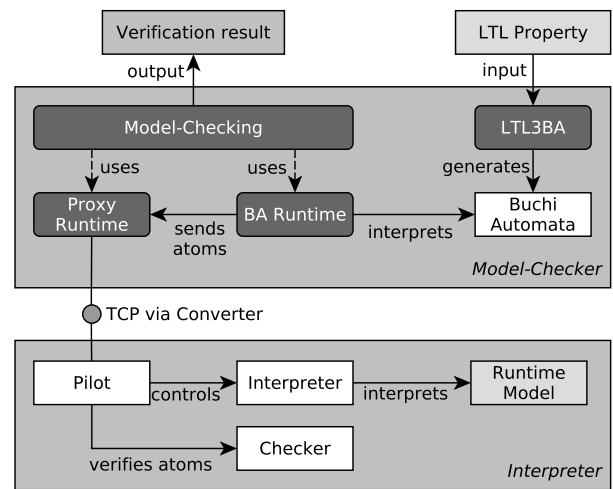 Verification result
LTL Property
output
input
Model-Checking
LTL3BA
uses
uses
generates
Proxy
Runtime
BA Runtime
Buchi
Automata
sends
atoms
interprets
Model-Checker
TCP via Converter
Pilot
controls
Interpreter
interprets
Runtime
Model
verifies atoms
Checker
Interpreter